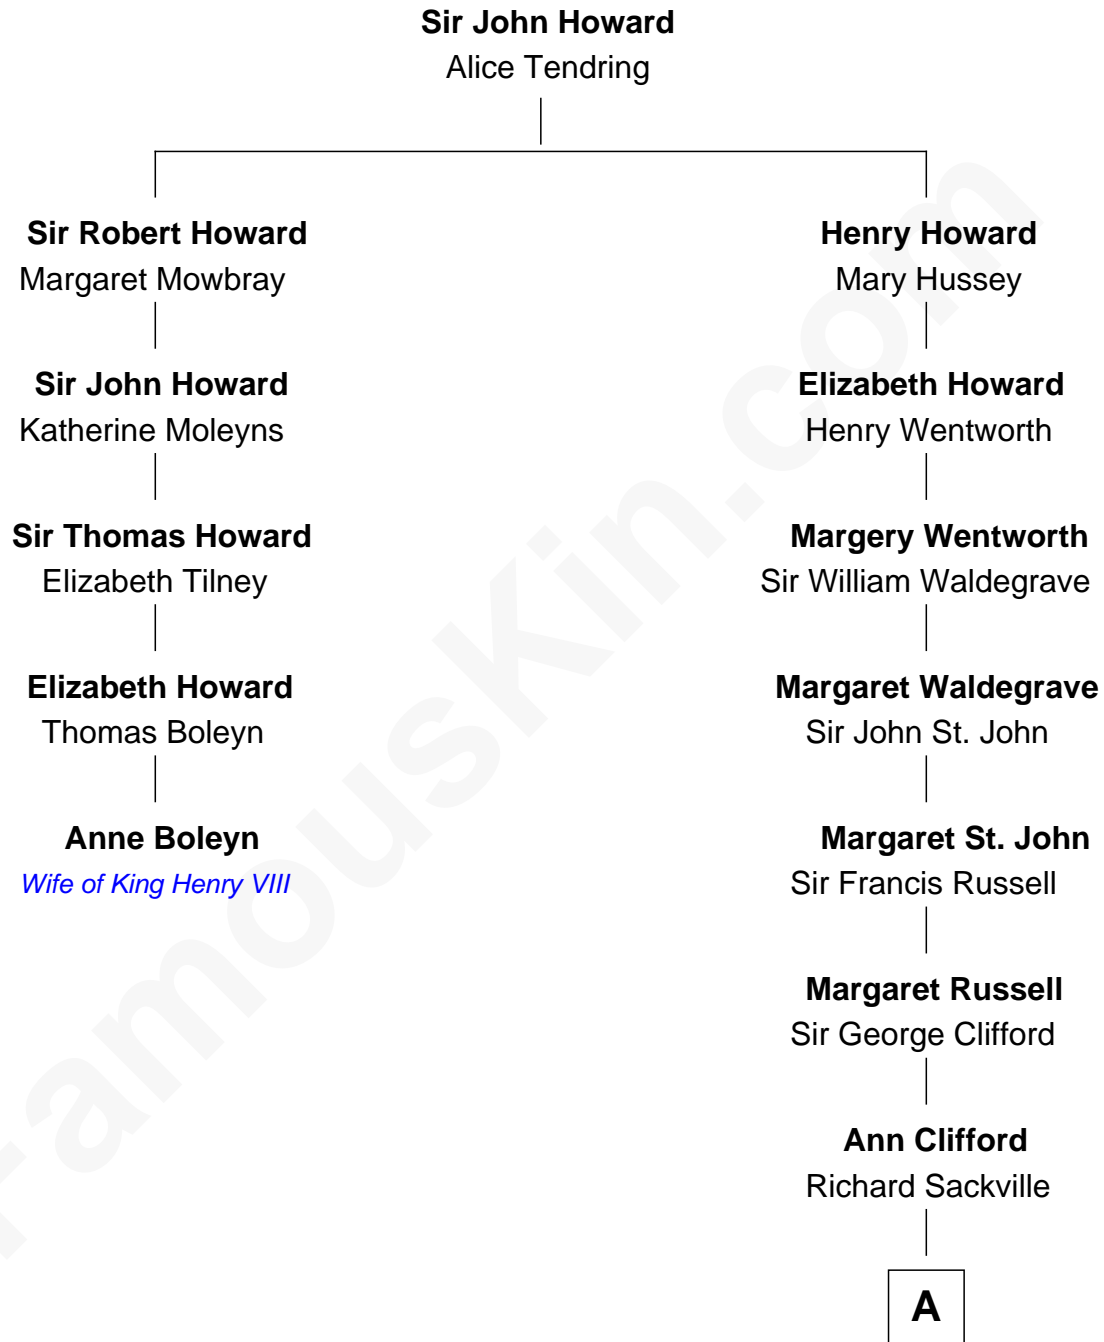 Sir John Howard
Alice Tendring
Sir Robert Howard
Margaret Mowbray
Henry Howard
Mary Hussey
Sir John Howard
Katherine Moleyns
Elizabeth Howard
Henry Wentworth
Sir Thomas Howard
Elizabeth Tilney
Margery Wentworth
Sir William Waldegrave
Elizabeth Howard
Thomas Boleyn
Margaret Waldegrave
Sir John St. John
Anne Boleyn
Wife of King Henry VIII
Margaret St. John
Sir Francis Russell
Margaret Russell
Sir George Clifford
Ann Clifford
Richard Sackville
A
FamousKin.com